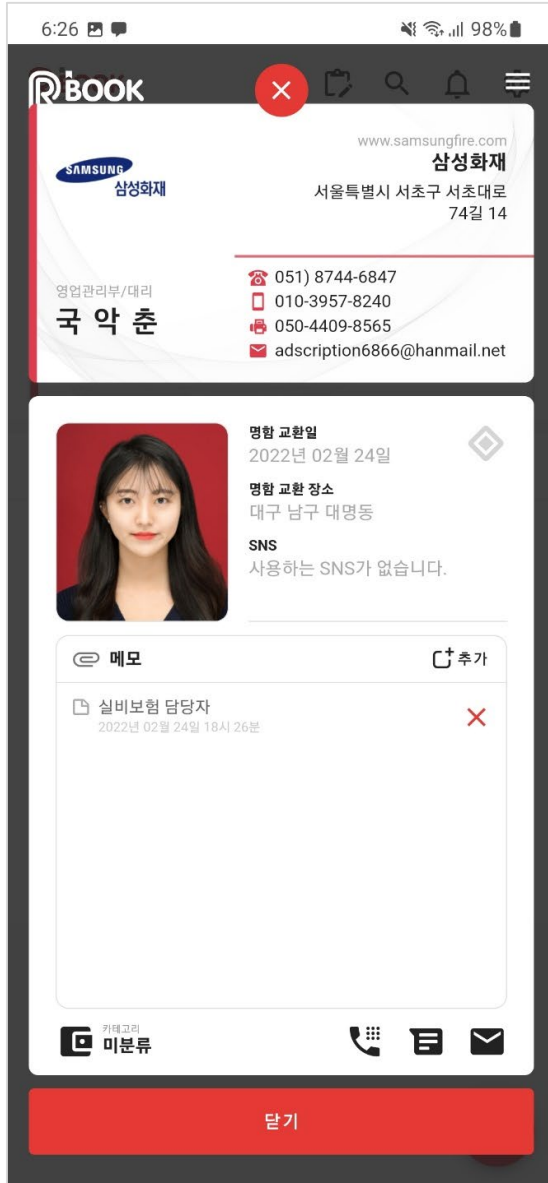 6:26
98%
RBOOK
www.samsungfire.com
삼성화재
SAMSUNG
삼성화재
서울특별시 서초구 서초대로
74길 14
051) 8744-6847
영업관리부/대리
010-3957-8240
국 악 춘
050-4409-8565
adscription6866@hanmail.net
명함 교환일
2022년 02월 24일
명함 교환 장소
대구 남구 대명동
SNS
사용하는 SNS가 없습니다.
메모
추가
실비보험 담당자
2022년 02월 24일 18시 26분
카테고리
미분류
닫기